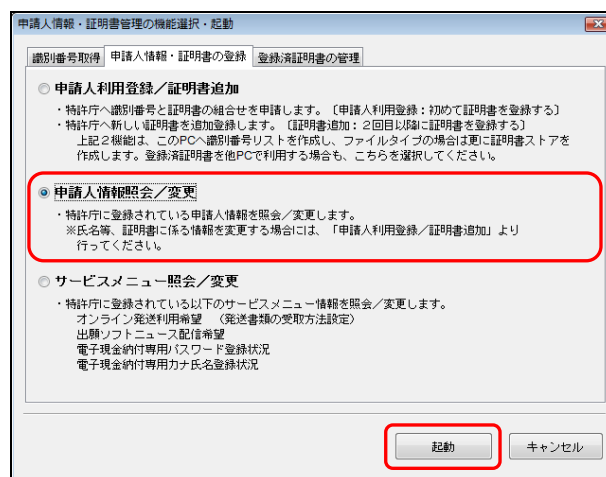 申請人情報・証明書管理の機能選択・起動
識別番号取得 申請人情報・証明書の登録 登録済証明書の管理
申請人利用登録／証明書追加
・特許庁へ識別番号と証明書の組合せを申請します。〔申請人利用登録：初めて証明書を登録する〕
・特許庁へ新しい証明書を追加登録します。〔証明書追加：２回目以降に証明書を登録する〕
上記２機能は、このPCへ識別番号リストを作成し、ファイルタイプの場合は更に証明書ストアを
作成します。登録済証明書を他PCで利用する場合も、こちらを選択してください。
申請人情報照会／変更
・特許庁に登録されている申請人情報を照会／変更します。
※氏名等、証明書に係る情報を変更する場合には、「申請人利用登録／証明書追加」より
行ってください。
サービスメニュー照会／変更
・特許庁に登録されている以下のサービスメニュー情報を照会／変更します。
オンライン発送利用希望　（発送書類の受取方法設定）
出願ソフトニュース配信希望
電子現金納付専用パスワード登録状況
電子現金納付専用カナ氏名登録状況
起動 キャンセル